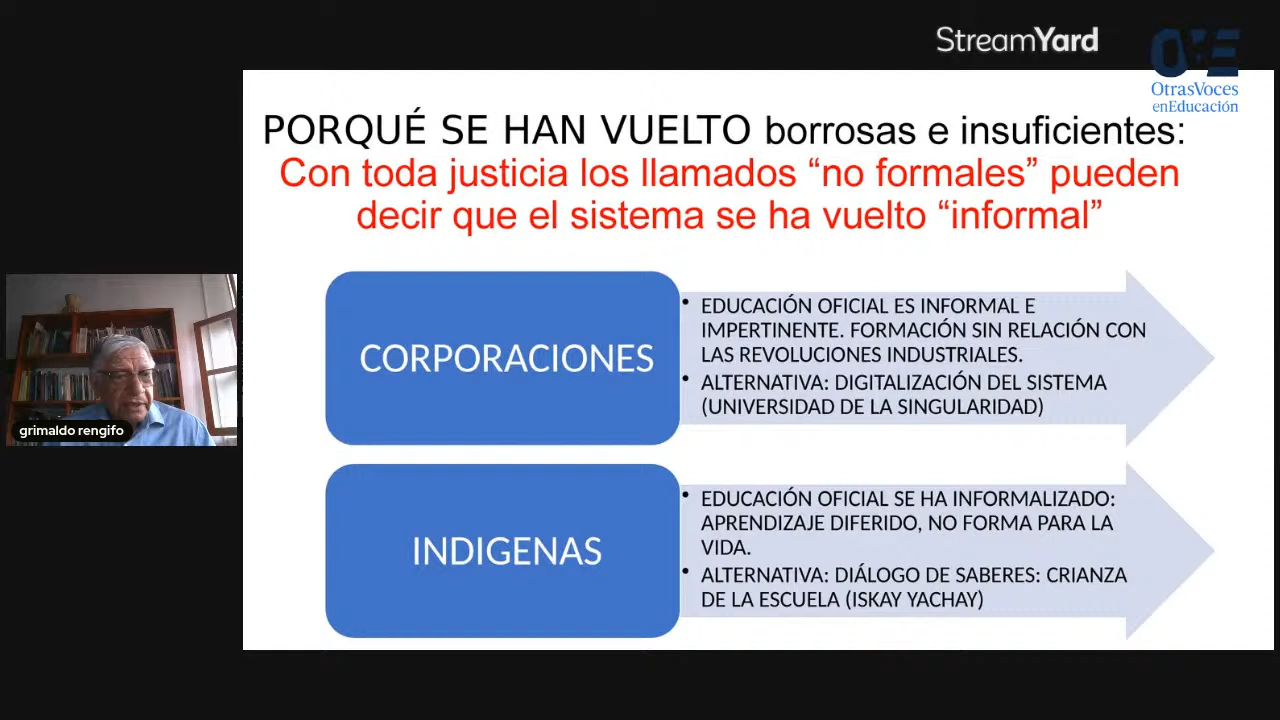 StreamYard
OVE
OtrasVoces
enEducación
PORQUÉ SE HAN VUELTO borrosas e insuficientes:
Con toda justicia los llamados “no formales” pueden
decir que el sistema se ha vuelto “informal”
CORPORACIONES
• EDUCACIÓN OFICIAL ES INFORMAL E
IMPERTINENTE. FORMACIÓN SIN RELACIÓN CON
LAS REVOLUCIONES INDUSTRIALES.
• ALTERNATIVA: DIGITALIZACIÓN DEL SISTEMA
(UNIVERSIDAD DE LA SINGULARIDAD)
grimaldo rengifo
INDIGENAS
• EDUCACIÓN OFICIAL SE HA INFORMALIZADO:
APRENDIZAJE DIFERIDO, NO FORMA PARA LA
VIDA.
• ALTERNATIVA: DIÁLOGO DE SABERES: CRIANZA
DE LA ESCUELA (ISKAY YACHAY)